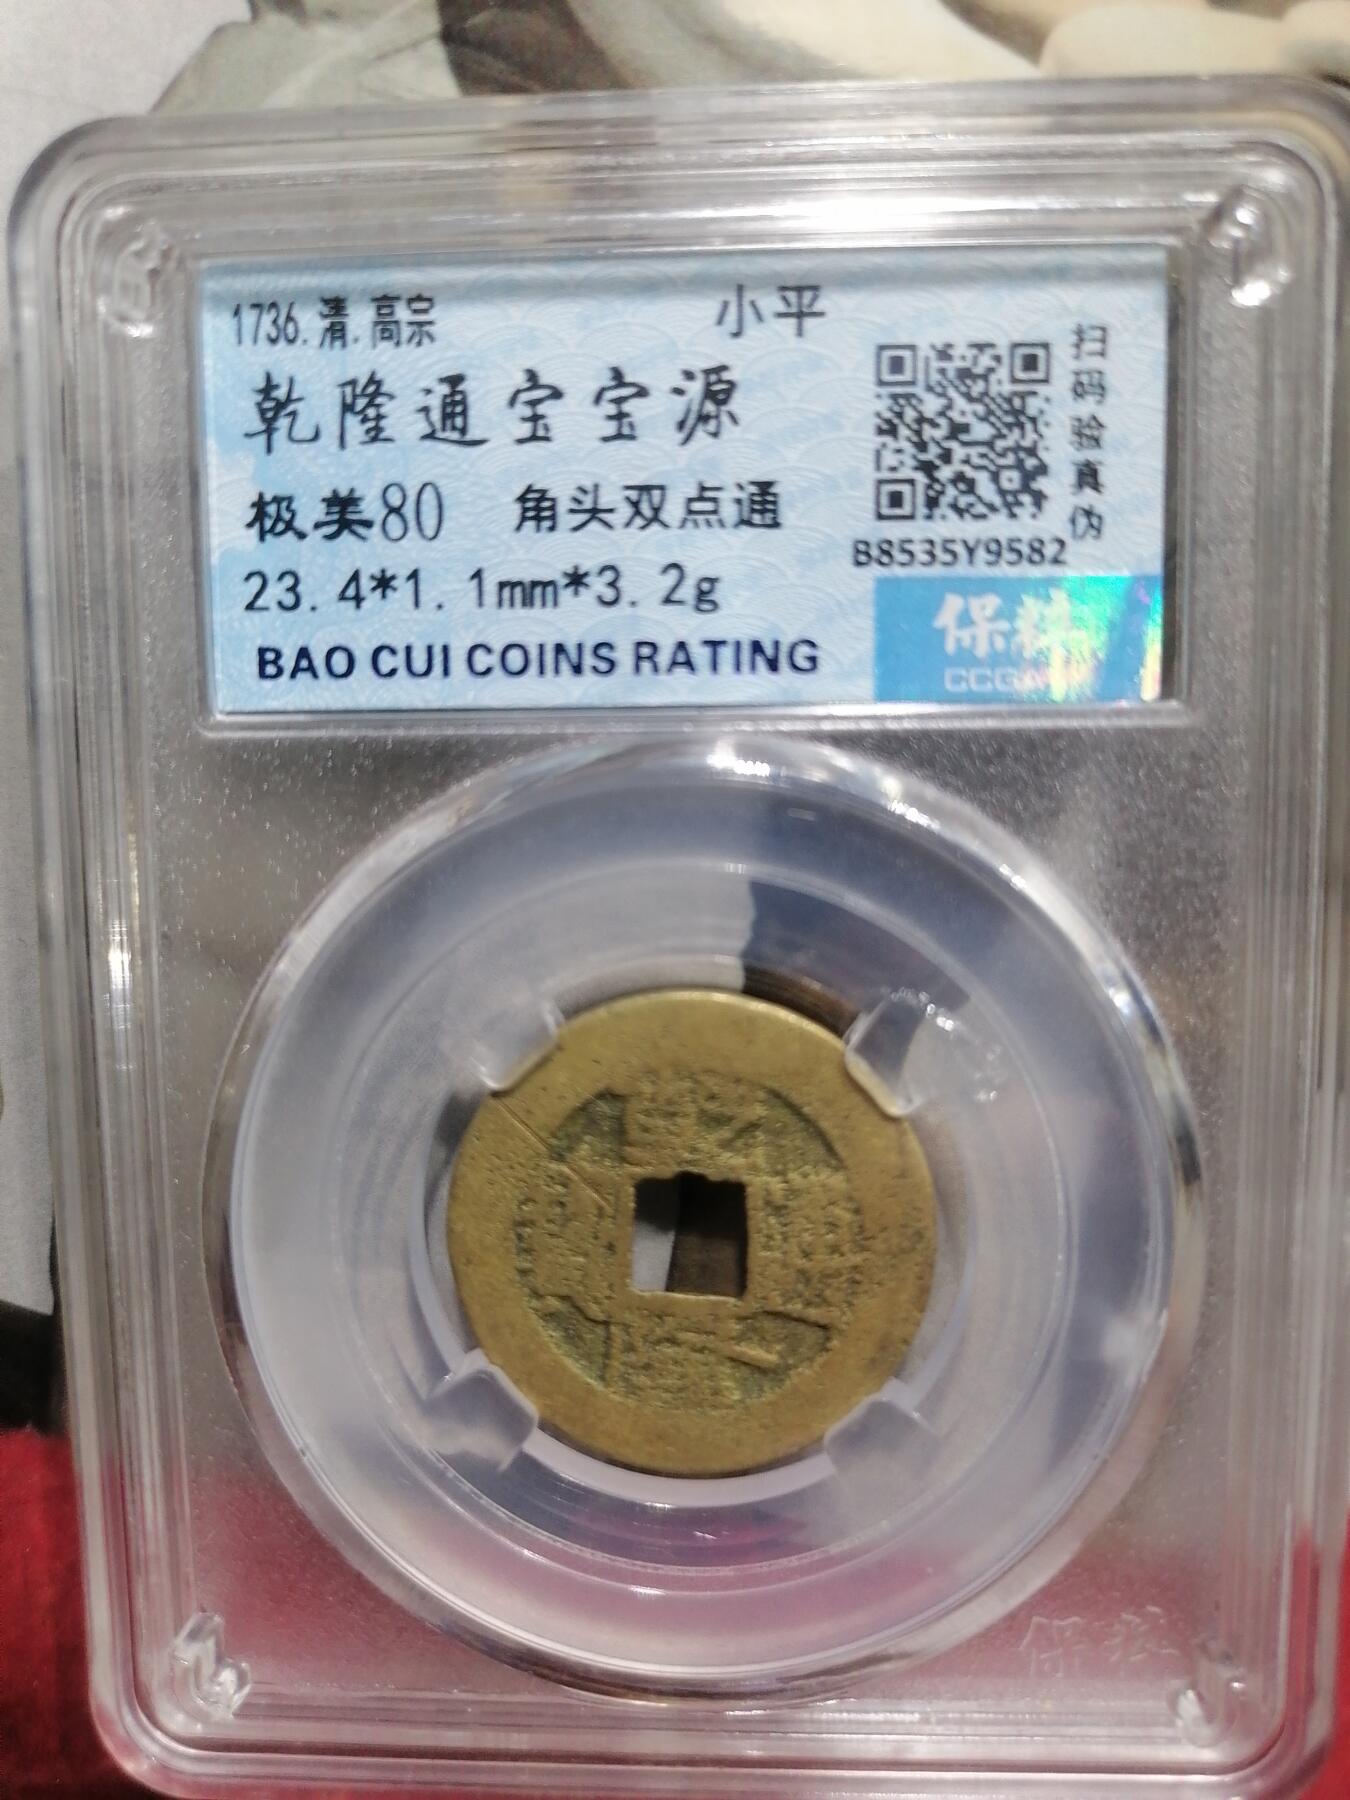 1736.清.高宗
小平
乾隆通宝宝源
极美80 角头双点通
23.4*1.1mm*3.2g
BAO CUI COINS RATING
扫码验真伪
B8535Y9582
保粹
保粹